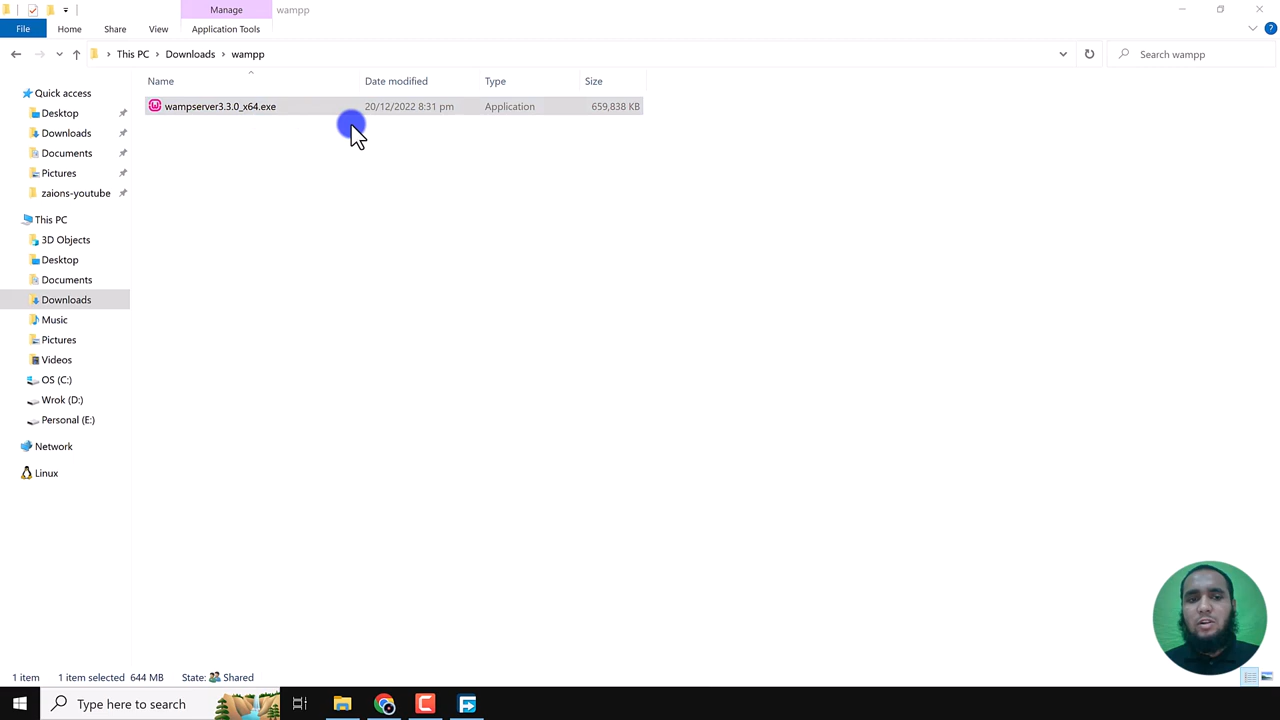 Manage
wampp
File
Home
Share
View
Application Tools
This PC
Downloads
wampp
Search wampp
Name
Date modified
Type
Size
wampserver3.3.0_x64.exe
20/12/2022 8:31 pm
Application
659,838 KB
Quick access
Desktop
Downloads
Documents
Pictures
zaions-youtube
This PC
3D Objects
Desktop
Documents
Downloads
Music
Pictures
Videos
OS (C:)
Wrok (D:)
Personal (E:)
Network
Linux
1 item
1 item selected 644 MB
State: Shared
Type here to search